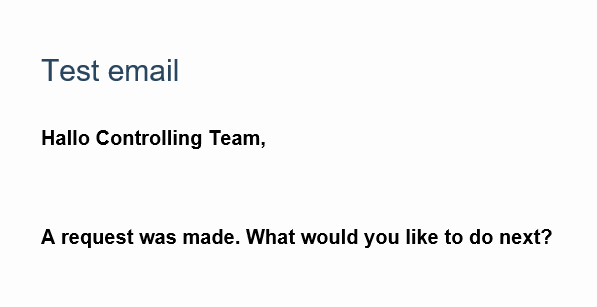 Test email
Hallo Controlling Team,
A request was made. What would you like to do next?